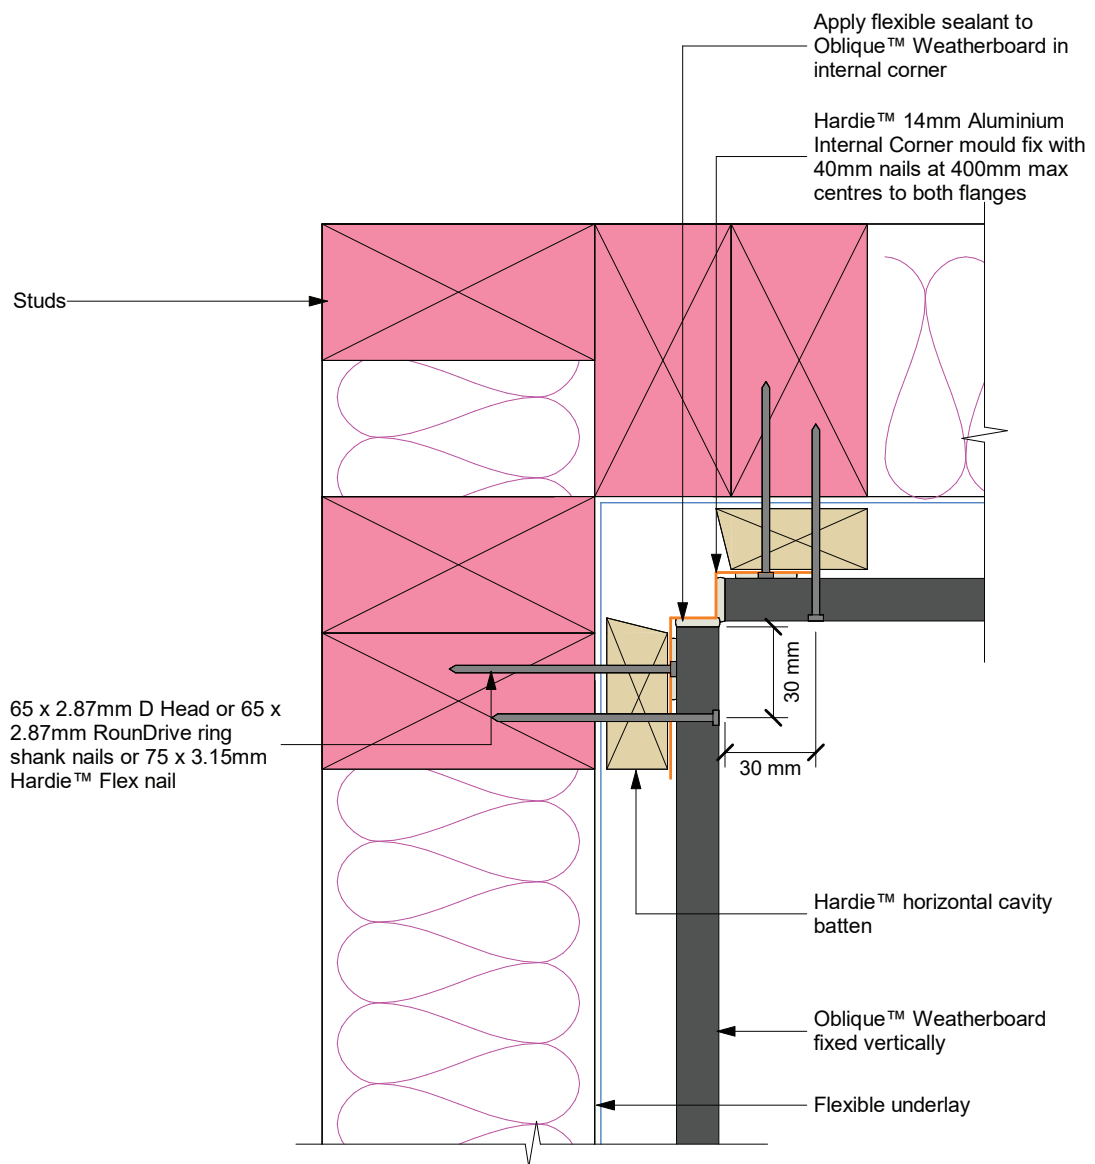 Apply flexible sealant to
Oblique™ Weatherboard in
internal corner
Hardie™ 14mm Aluminium
Internal Corner mould fix with
40mm nails at 400mm max
centres to both flanges
Studs
65 x 2.87mm D Head or 65 x
2.87mm RounDrive ring
shank nails or 75 x 3.15mm
Hardie™ Flex nail
30 mm
30 mm
Hardie™ horizontal cavity
batten
Oblique™ Weatherboard
fixed vertically
Flexible underlay